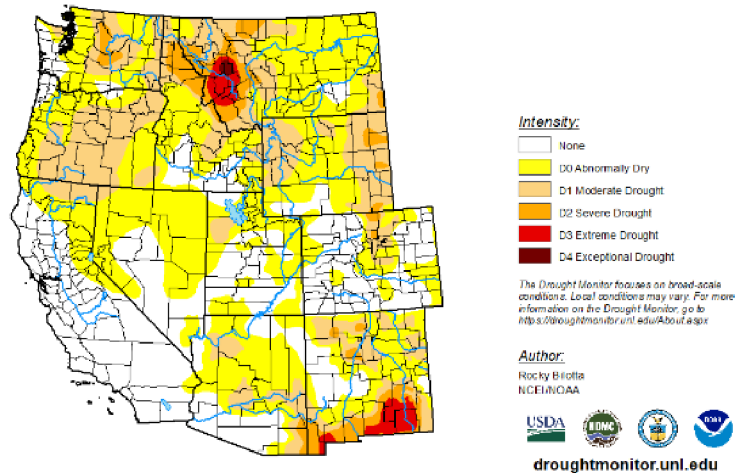 Intensity:
None
D0 Abnormally Dry
D1 Moderate Drought
D2 Severe Drought
D3 Extreme Drought
D4 Exceptional Drought
The Drought Monitor focuses on broad-scale
conditions. Local conditions may vary. For more
information on the Drought Monitor, go to
https://droughtmonitor.unl.edu/About.aspx
Author:
Rocky Bilotta
NCEI/NOAA
USDA
NDMC
NOAA
droughtmonitor.unl.edu